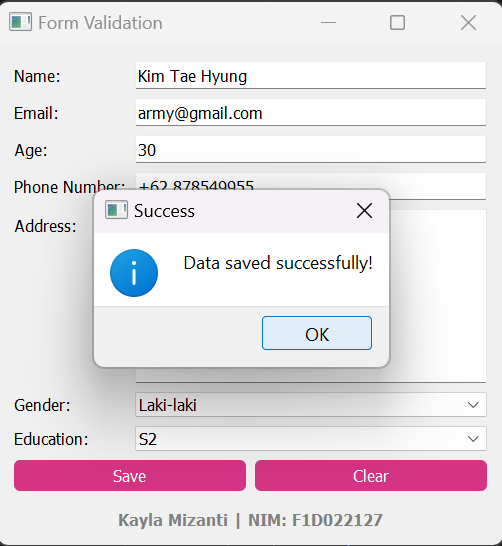 Form Validation
Name: Kim Tae Hyung
Email: army@gmail.com
Age: 30
Phone Number: +62 878549955
Success
Address:
Data saved successfully!
OK
Gender: Laki-laki
Education: S2
Save Clear
Kayla Mizanti | NIM: F1D022127